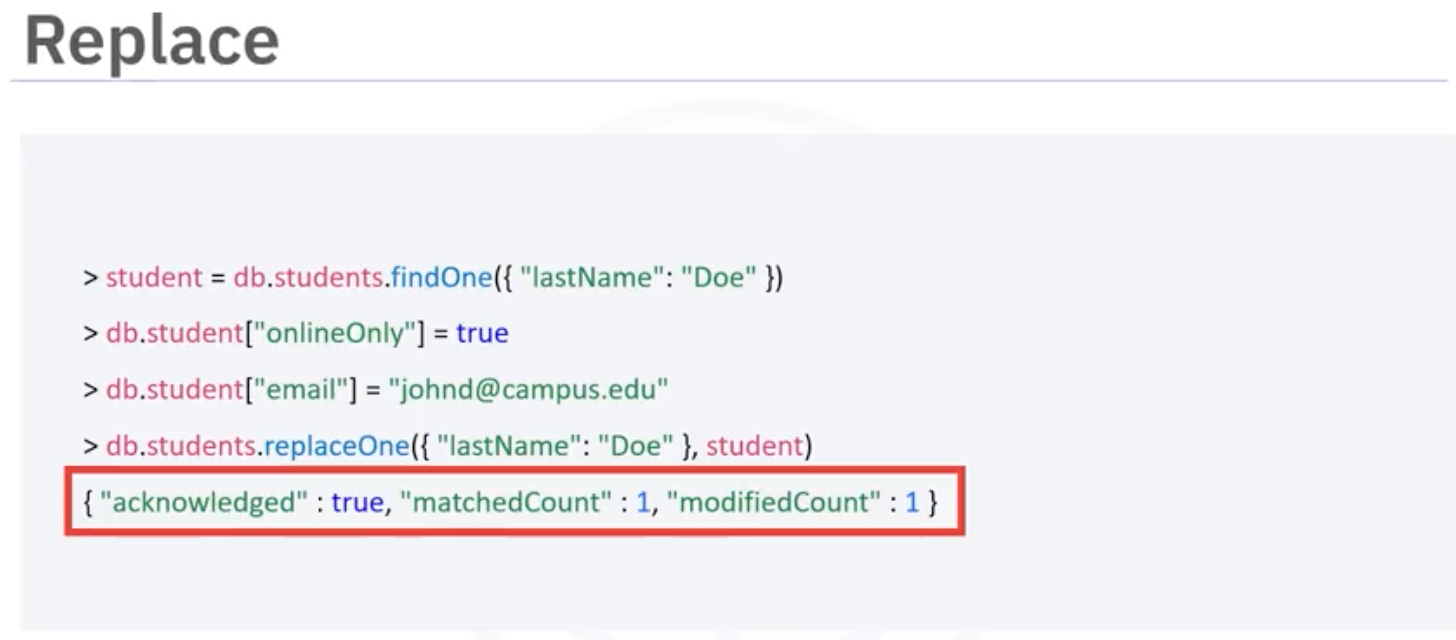 Replace
> student = db.students.findOne({ "lastName": "Doe" })
> db.student["onlineOnly"] = true
> db.student["email"] = "johnd@campus.edu"
> db.students.replaceOne({ "lastName": "Doe" }, student)
{ "acknowledged" : true, "matchedCount" : 1, "modifiedCount" : 1 }